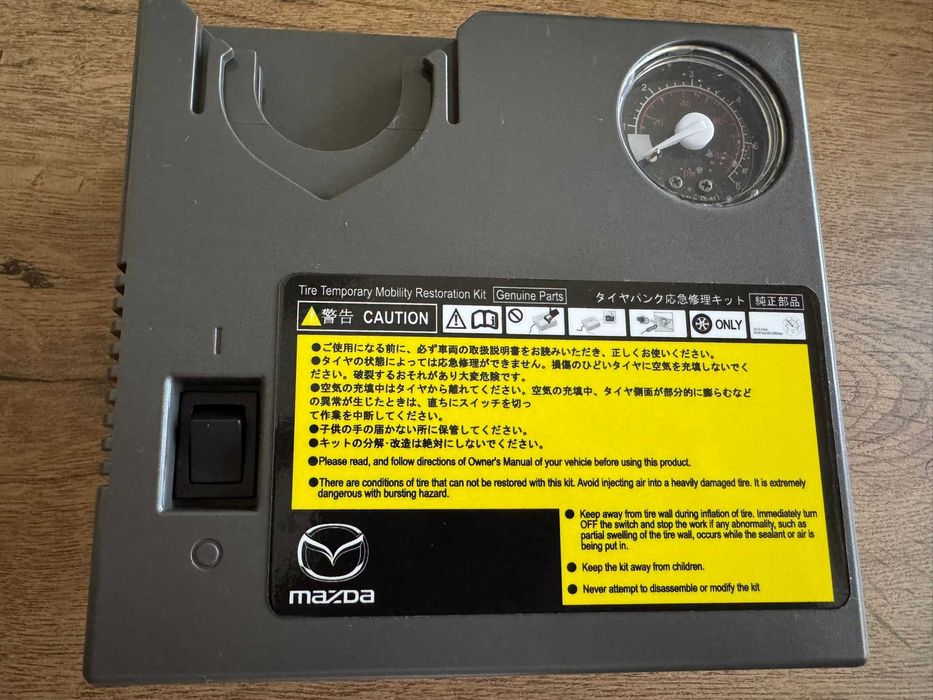 Tire Temporary Mobility Restoration Kit Genuine Parts タイヤパンク応急修理キット 純正部品
警告 CAUTION ONLY
●ご使用になる前に、必ず車両の取扱説明書をお読みいただき、正しくお使いください。
●タイヤの状態によっては応急修理ができません。損傷のひどいタイヤに空気を充填しないでく
ださい。破裂するおそれがあり大変危険です。
●空気の充填中はタイヤから離れてください。空気の充填中、タイヤ側面が部分的に膨らむなど
の異常が生じたときは、直ちにスイッチを切っ
て作業を中断してください。
●子供の手の届かない所に保管してください。
●キットの分解・改造は絶対にしないでください。
●Please read, and follow directions of Owner's Manual of your vehicle before using this product.
●There are conditions of tire that can not be restored with this kit. Avoid injecting air into a heavily damaged tire. It is extremely
dangerous with bursting hazard.
● Keep away from tire wall during inflation of tire. Immediately turn
OFF the switch and stop the work if any abnormality, such as
partial swelling of the tire wall, occurs while the sealant or air is
being put in.
● Keep the kit away from children.
● Never attempt to disassemble or modify the kit
mazda